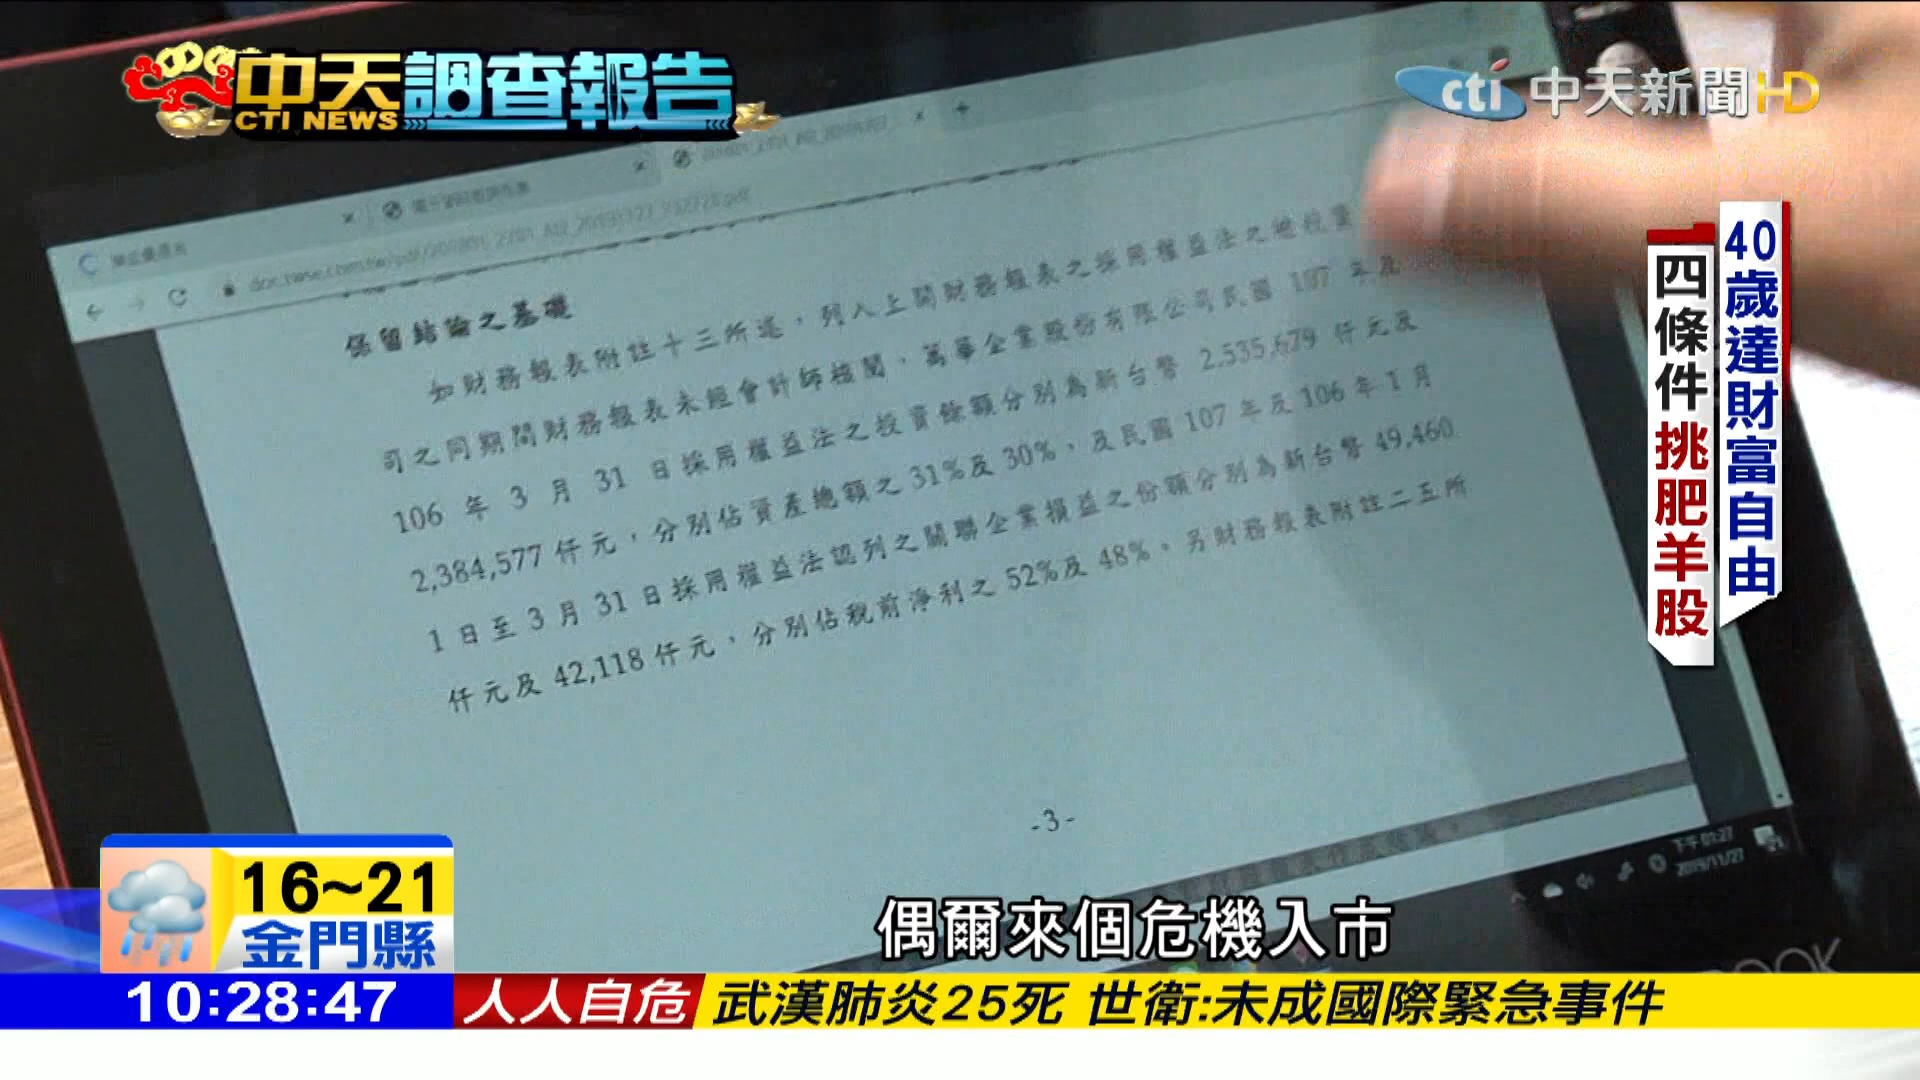 中天調查報告
CTI NEWS
cti 中天新聞HD
40歲達財富自由
四條件挑肥羊股
保留結論之基礎
如財務報表附註十三所述，列入上開財務報表之採用權益法之被投資
司之同期間財務報表未經會計師核閱，萬華企業股份有限公司民國 107 年及
106 年 3 月 31 日採用權益法之投資餘額分別為新台幣 2,535,679 仟元及
2,384,577 仟元，分別佔資產總額之 31%及 30%，及民國 107 年及 106 年 1 月
1 日至 3 月 31 日採用權益法認列之關聯企業損益之份額分別為新台幣 49,460
仟元及 42,118 仟元，分別佔稅前淨利之 52%及 48%。另財務報表附註二五所
-3-
下午 01:27
2019/11/27
偶爾來個危機入市
16~21
金門縣
10:28:47
人人自危
武漢肺炎25死 世衛:未成國際緊急事件